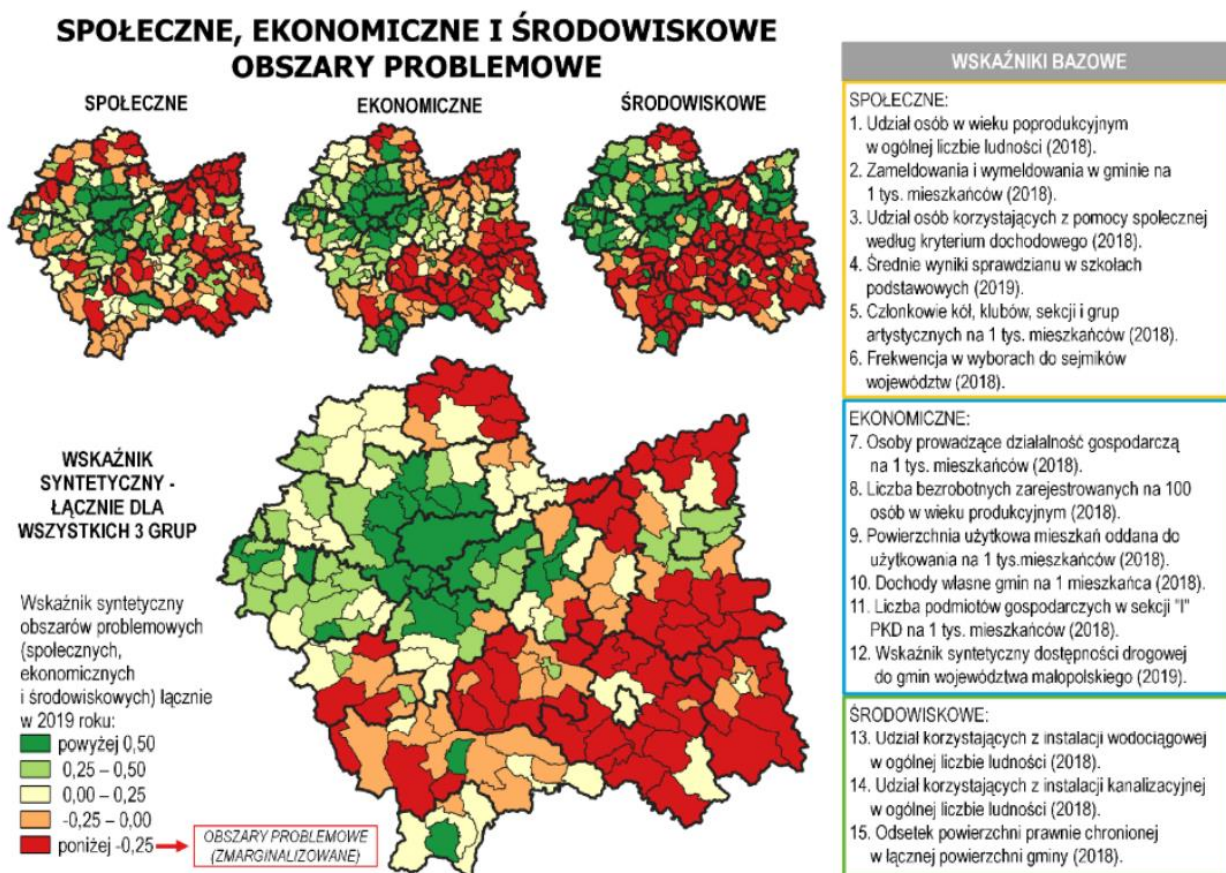 SPOŁECZNE, EKONOMICZNE I ŚRODOWISKOWE
OBSZARY PROBLEMOWE
SPOŁECZNE
EKONOMICZNE
ŚRODOWISKOWE
WSKAŹNIK
SYNTETYCZNY -
ŁĄCZNIE DLA
WSZYSTKICH 3 GRUP
Wskaźnik syntetyczny
obszarów problemowych
(społecznych,
ekonomicznych
i środowiskowych) łącznie
w 2019 roku:
powyżej 0,50
0,25 – 0,50
0,00 – 0,25
-0,25 – 0,00
poniżej -0,25
OBSZARY PROBLEMOWE
(ZMARGINALIZOWANE)
WSKAŹNIKI BAZOWE
SPOŁECZNE:
1. Udział osób w wieku poprodukcyjnym
w ogólnej liczbie ludności (2018).
2. Zameldowania i wymeldowania w gminie na
1 tys. mieszkańców (2018).
3. Udział osób korzystających z pomocy społecznej
według kryterium dochodowego (2018).
4. Średnie wyniki sprawdzianu w szkołach
podstawowych (2019).
5. Członkowie kół, klubów, sekcji i grup
artystycznych na 1 tys. mieszkańców (2018).
6. Frekwencja w wyborach do sejmików
województw (2018).
EKONOMICZNE:
7. Osoby prowadzące działalność gospodarczą
na 1 tys. mieszkańców (2018).
8. Liczba bezrobotnych zarejestrowanych na 100
osób w wieku produkcyjnym (2018).
9. Powierzchnia użytkowa mieszkań oddana do
użytkowania na 1 tys.mieszkańców (2018).
10. Dochody własne gmin na 1 mieszkańca (2018).
11. Liczba podmiotów gospodarczych w sekcji "I"
PKD na 1 tys. mieszkańców (2018).
12. Wskaźnik syntetyczny dostępności drogowej
do gmin województwa małopolskiego (2019).
ŚRODOWISKOWE:
13. Udział korzystających z instalacji wodociągowej
w ogólnej liczbie ludności (2018).
14. Udział korzystających z instalacji kanalizacyjnej
w ogólnej liczbie ludności (2018).
15. Odsetek powierzchni prawnie chronionej
w łącznej powierzchni gminy (2018).